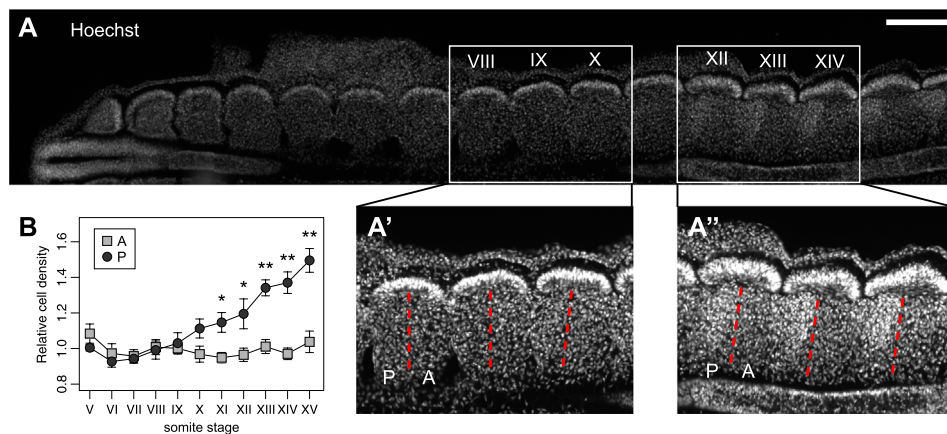 A
Hoechst
VIII IX X
XII XIII XIV
B
A
P
Relative cell density
1.6
1.4
1.2
1.0
0.8
* * ** ** **
V VI VII VIII IX X XI XII XIII XIV XV
somite stage
A'
P A
A"
P A